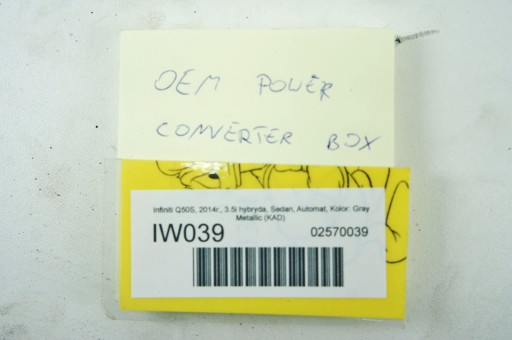 OEM POWER
CONVERTER BOX
Infiniti Q50S, 2014r., 3.5i hybryda, Sedan, Automat, Kolor: Gray
Metallic (KAD)
IW039 02570039